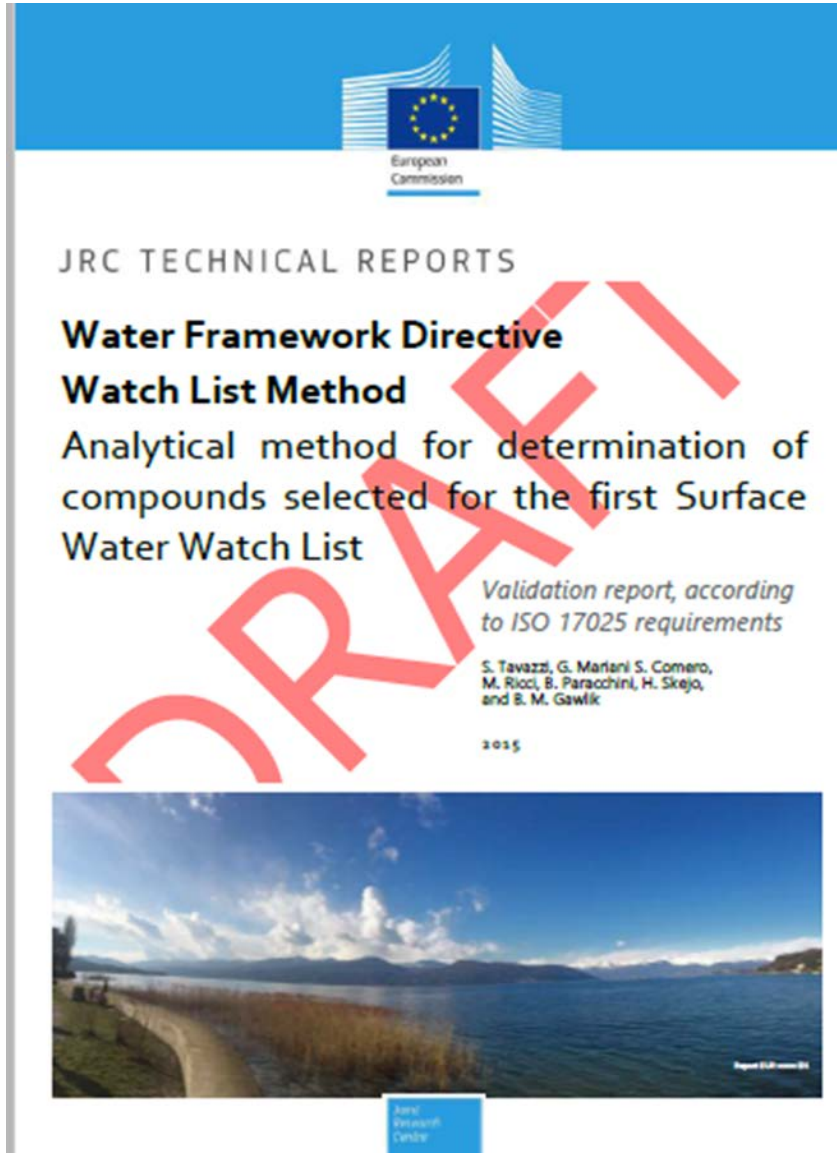 European
Commission
JRC TECHNICAL REPORTS
Water Framework Directive
Watch List Method
Analytical method for determination of
compounds selected for the first Surface
Water Watch List
DRAFT
Validation report, according
to ISO 17025 requirements
S. Tavazzi, G. Mariani S. Comero,
M. Ricci, B. Paracchini, H. Skejo,
and B. M. Gawlik
2015
Report EUR
Joint
Research
Centre